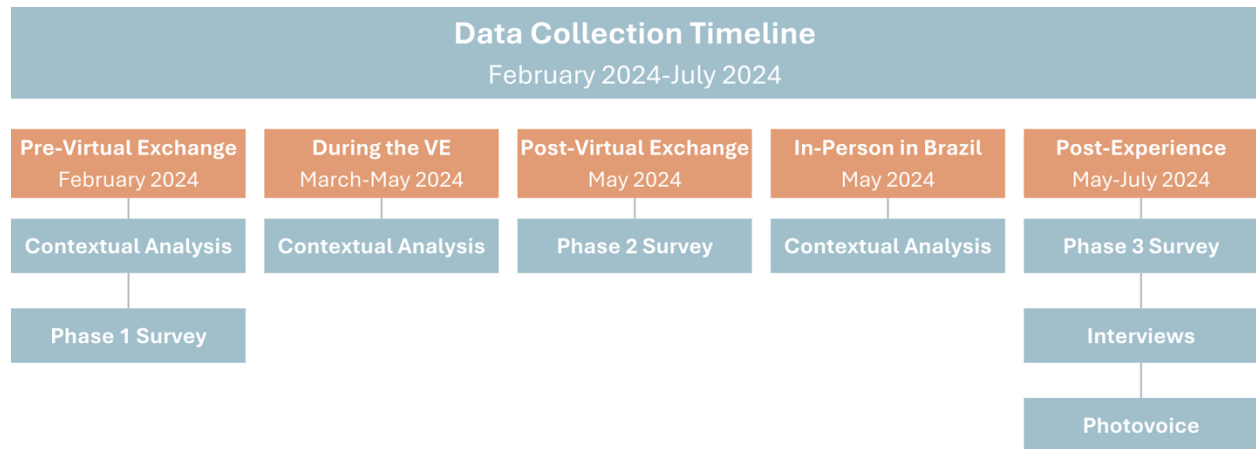 Data Collection Timeline
February 2024-July 2024
Pre-Virtual Exchange
February 2024
Contextual Analysis
Phase 1 Survey
During the VE
March-May 2024
Contextual Analysis
Post-Virtual Exchange
May 2024
Phase 2 Survey
In-Person in Brazil
May 2024
Contextual Analysis
Post-Experience
May-July 2024
Phase 3 Survey
Interviews
Photovoice